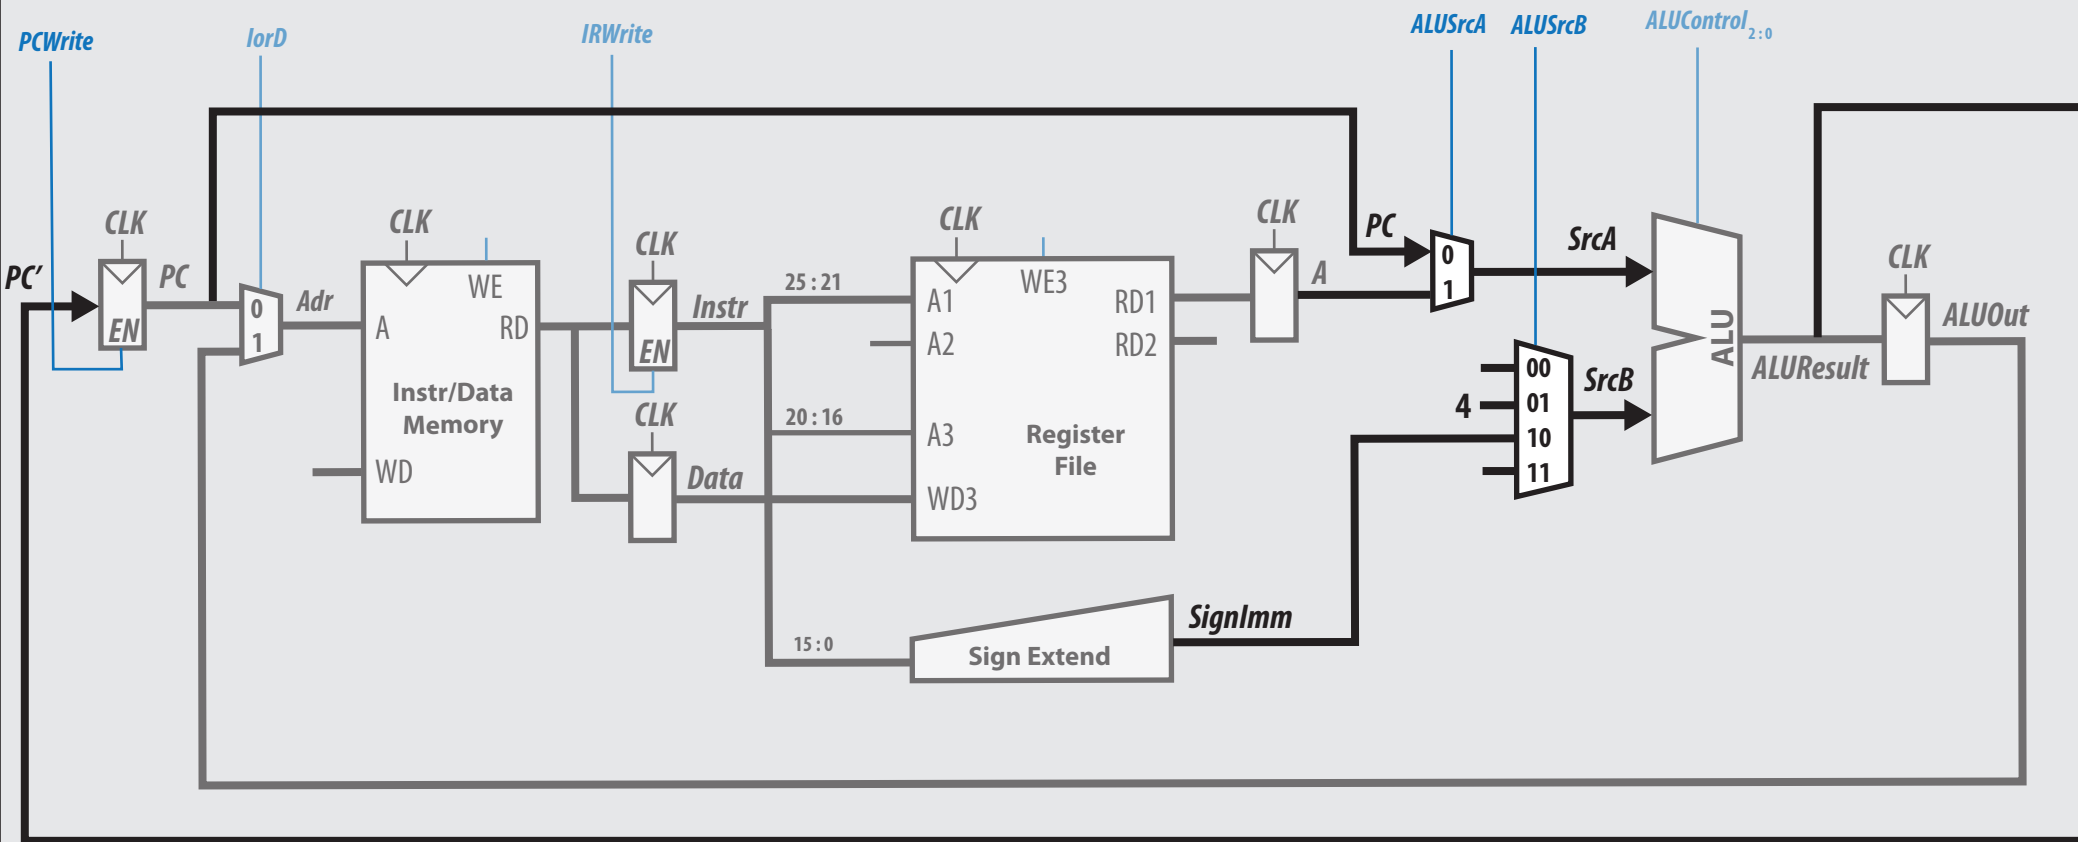 PCWrite
IorD
IRWrite
ALUSrcA
ALUSrcB
ALUControl 2:0
PC'
CLK
EN
PC
0
1
Adr
CLK
WE
A
RD
Instr/Data
Memory
WD
CLK
EN
Instr
CLK
Data
25:21
20:16
15:0
CLK
WE3
A1
RD1
A2
RD2
A3
Register
File
WD3
Sign Extend
SignImm
CLK
A
PC
0
1
SrcA
4
00
01
10
11
SrcB
ALU
ALUResult
CLK
ALUOut